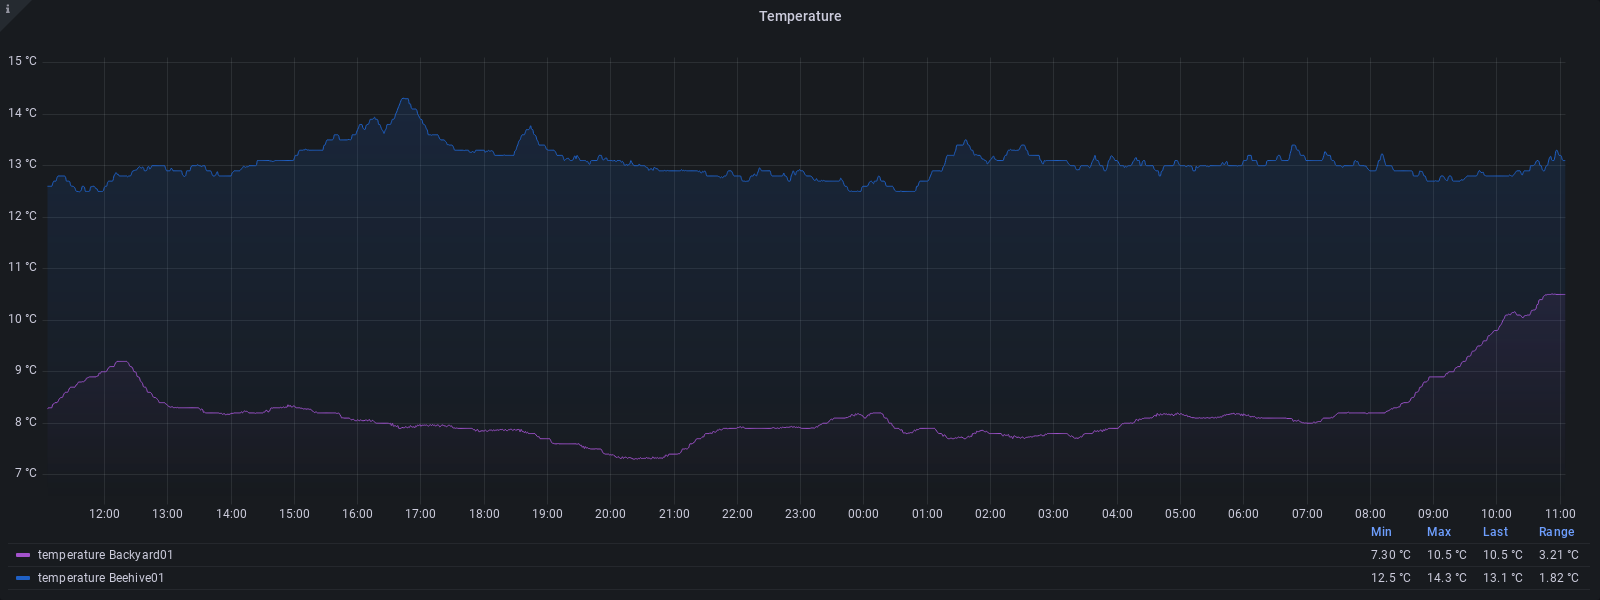 i
Temperature
15 °C
14 °C
13 °C
12 °C
11 °C
10 °C
9 °C
8 °C
7 °C
12:00 13:00 14:00 15:00 16:00 17:00 18:00 19:00 20:00 21:00 22:00 23:00 00:00 01:00 02:00 03:00 04:00 05:00 06:00 07:00 08:00 09:00 10:00 11:00
Min Max Last Range
temperature Backyard01 7.30 °C 10.5 °C 10.5 °C 3.21 °C
temperature Beehive01 12.5 °C 14.3 °C 13.1 °C 1.82 °C